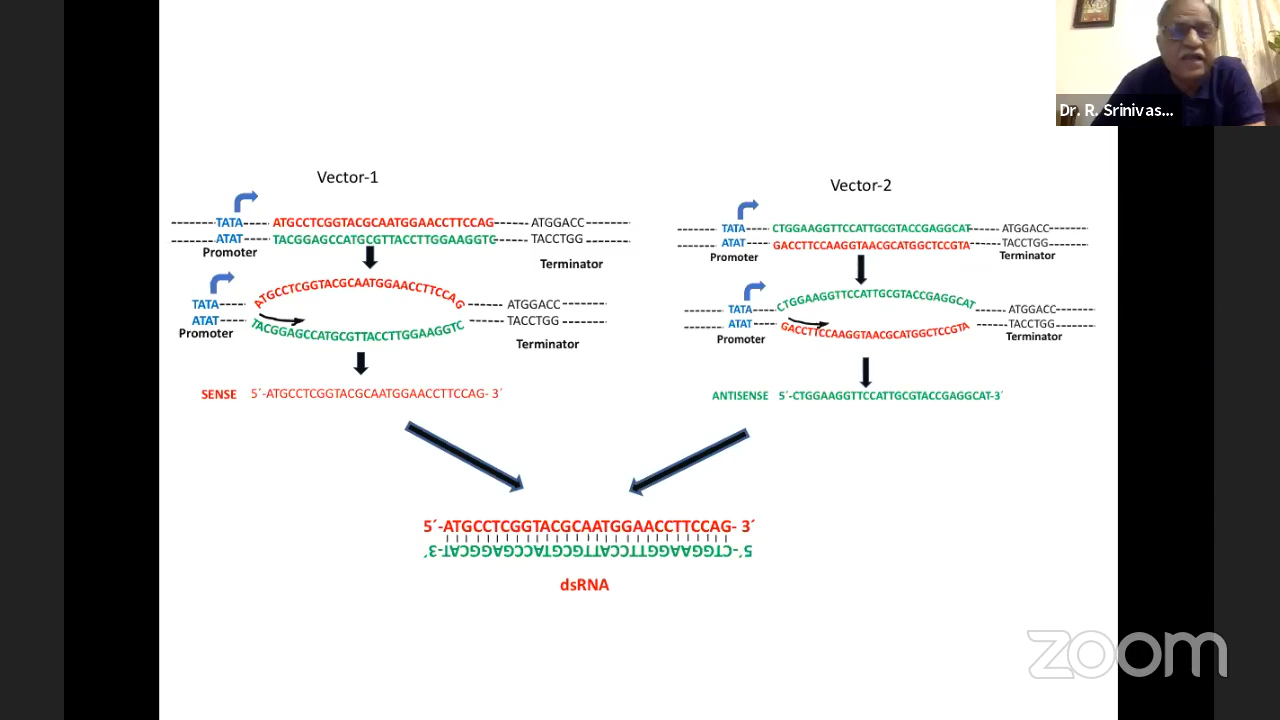 Dr. R. Srinivas...
Vector-1
TATA ATGCCTCGGTACGCAATGGAACCTTCCAG ATGGACC
ATAT TACGGAGCCATGCGTTACCTTGGAAGGTC TACCTGG
Promoter
Terminator
TATA ATGCCTCGGTACGCAATGGAACCTTCCAG ATGGACC
ATAT TACGGAGCCATGCGTTACCTTGGAAGGTC TACCTGG
Promoter
Terminator
SENSE 5´-ATGCCTCGGTACGCAATGGAACCTTCCAG- 3´
Vector-2
TATA CTGGAAGGTTCCATTGCGTACCGAGGCAT ATGGACC
ATAT GACCTTCCAAGGTAACGCATGGCTCCGTA TACCTGG
Promoter
Terminator
TATA CTGGAAGGTTCCATTGCGTACCGAGGCAT ATGGACC
ATAT GACCTTCCAAGGTAACGCATGGCTCCGTA TACCTGG
Promoter
Terminator
ANTISENSE 5´-CTGGAAGGTTCCATTGCGTACCGAGGCAT-3´
5´-ATGCCTCGGTACGCAATGGAACCTTCCAG- 3´
5´-CTGGAAGGTTCCATTGCGTACCGAGGCAT-3´
dsRNA
zoom